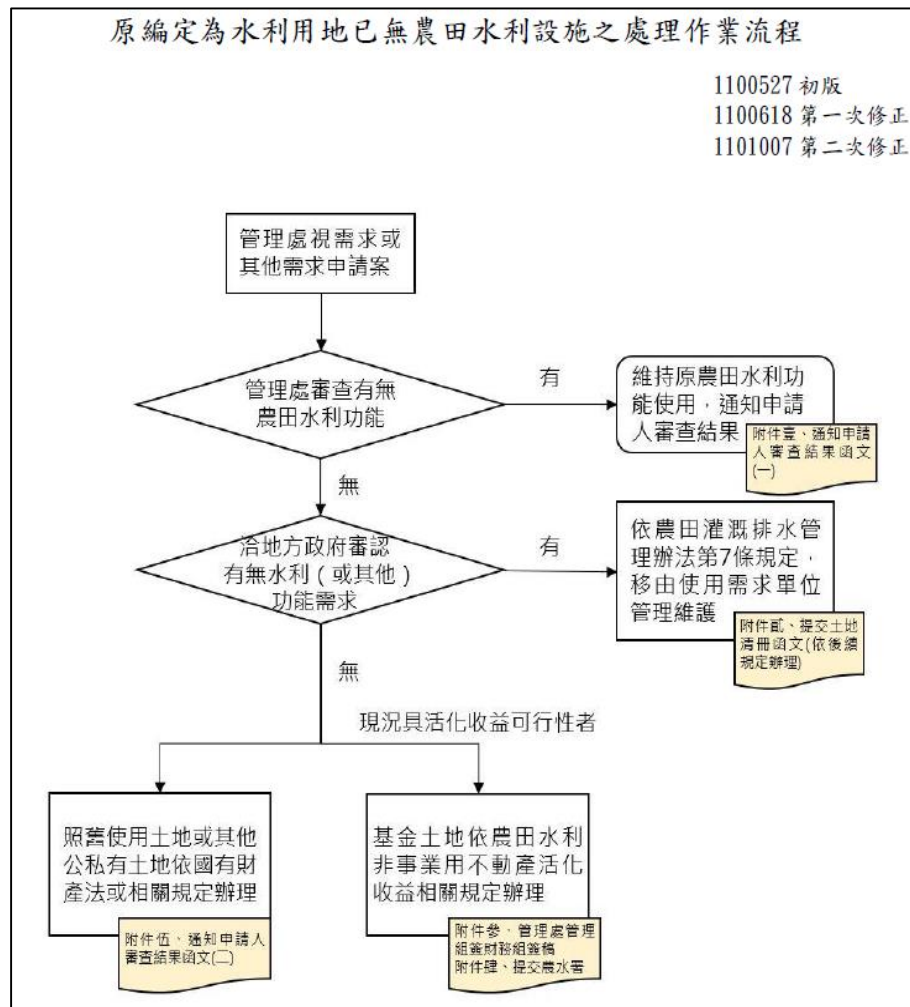 原編定為水利用地已無農田水利設施之處理作業流程
1100527 初版
1100618 第一次修正
1101007 第二次修正
管理處視需求或
其他需求申請案
管理處審查有無
農田水利功能
有
維持原農田水利功
能使用，通知申請
人審查結果
附件壹、通知申請
人審查結果函文
(一)
無
洽地方政府審認
有無水利（或其他）
功能需求
有
依農田灌溉排水管
理辦法第7條規定，
移由使用需求單位
管理維護
附件貳、提交土地
清冊函文(依後續
規定辦理)
無
現況具活化收益可行性者
照舊使用土地或其他
公私有土地依國有財
產法或相關規定辦理
附件伍、通知申請人
審查結果函文(二)
基金土地依農田水利
非事業用不動產活化
收益相關規定辦理
附件參、管理處管理
組簽財務組簽稿
附件肆、提交農水署